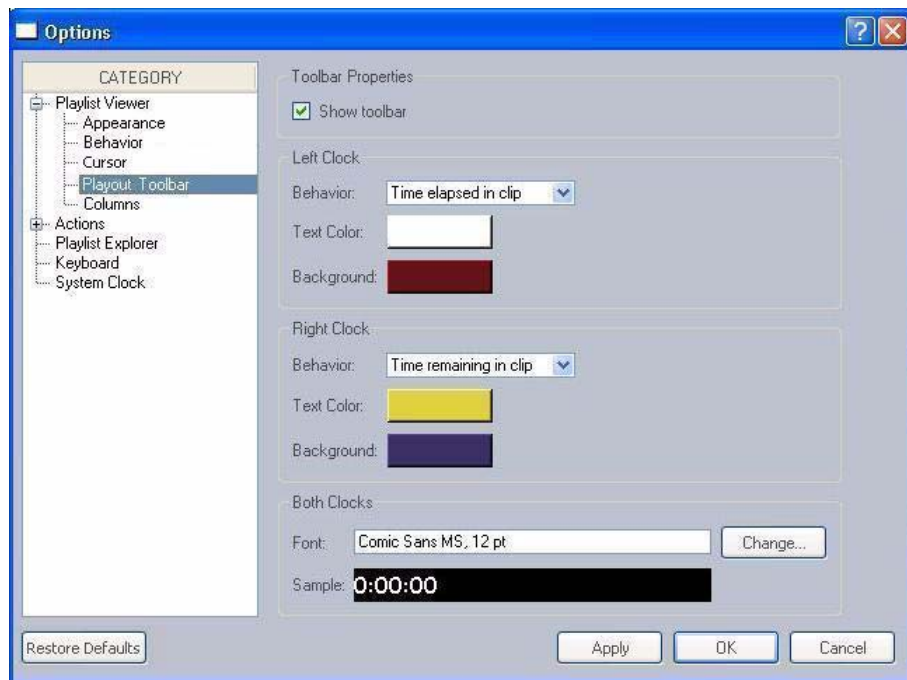 Options
CATEGORY
Playlist Viewer
Appearance
Behavior
Cursor
Playout Toolbar
Columns
Actions
Playlist Explorer
Keyboard
System Clock
Toolbar Properties
Show toolbar
Left Clock
Behavior: Time elapsed in clip
Text Color:
Background:
Right Clock
Behavior: Time remaining in clip
Text Color:
Background:
Both Clocks
Font: Comic Sans MS, 12 pt Change...
Sample: 0:00:00
Restore Defaults Apply OK Cancel